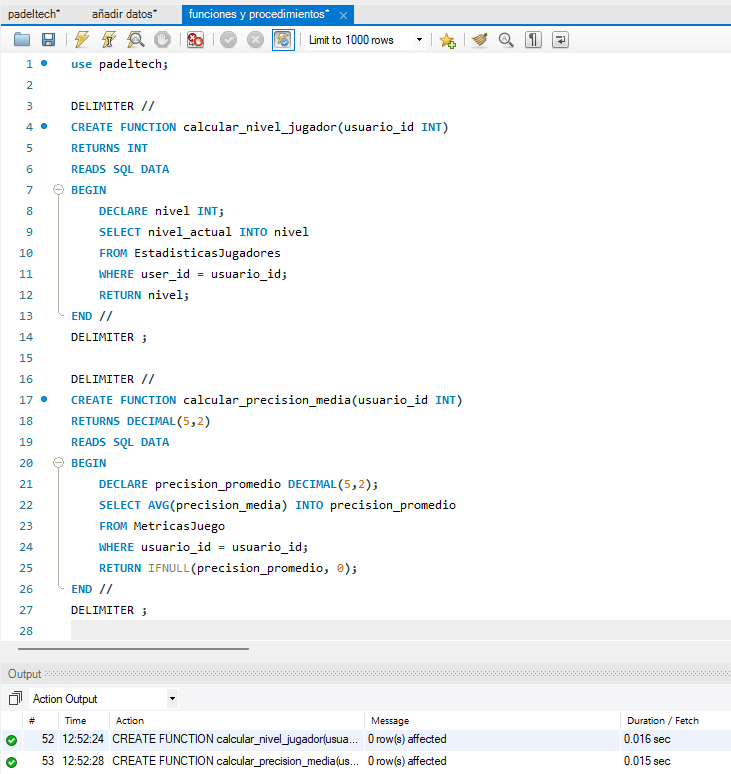 padeltech* añadir datos* funciones y procedimientos* ×
Limit to 1000 rows
1 use padeltech;
2
3 DELIMITER //
4 CREATE FUNCTION calcular_nivel_jugador(usuario_id INT)
5 RETURNS INT
6 READS SQL DATA
7 BEGIN
8 DECLARE nivel INT;
9 SELECT nivel_actual INTO nivel
10 FROM EstadisticasJugadores
11 WHERE user_id = usuario_id;
12 RETURN nivel;
13 END //
14 DELIMITER ;
15
16 DELIMITER //
17 CREATE FUNCTION calcular_precision_media(usuario_id INT)
18 RETURNS DECIMAL(5,2)
19 READS SQL DATA
20 BEGIN
21 DECLARE precision_promedio DECIMAL(5,2);
22 SELECT AVG(precision_media) INTO precision_promedio
23 FROM MetricasJuego
24 WHERE usuario_id = usuario_id;
25 RETURN IFNULL(precision_promedio, 0);
26 END //
27 DELIMITER ;
28
Output
Action Output
# Time Action Message Duration / Fetch
52 12:52:24 CREATE FUNCTION calcular_nivel_jugador(usua... 0 row(s) affected 0.016 sec
53 12:52:28 CREATE FUNCTION calcular_precision_media(us... 0 row(s) affected 0.015 sec